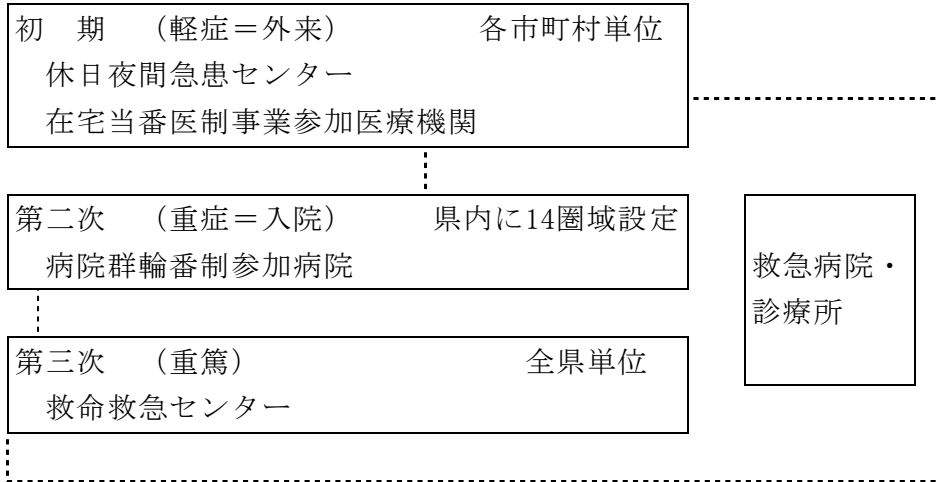 初　期　（軽症＝外来）　　　　各市町村単位
休日夜間急患センター
在宅当番医制事業参加医療機関
第二次　（重症＝入院）　　　県内に14圏域設定
病院群輪番制参加病院
第三次　（重篤）　　　　　　　　　全県単位
救命救急センター
救急病院・
診療所